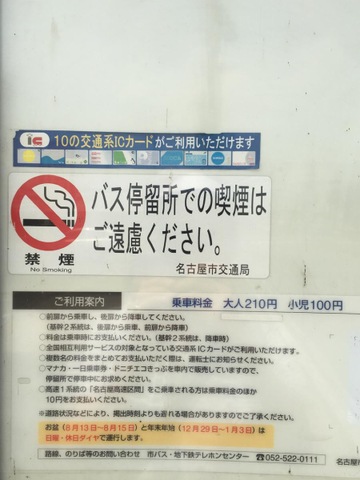 IC 10の交通系ICカードがご利用いただけます
バス停留所での喫煙は
ご遠慮ください。
禁煙
No Smoking
名古屋市交通局
ご利用案内 乗車料金 大人210円 小児100円
○前扉から乗車し、後扉から降車してください。
(基幹2系統は、後扉から乗車、前扉から降車)
○料金は乗車時にお支払いください。(基幹2系統は、降車時)
○全国相互利用サービスの対象となっている交通系ICカードがご利用いただけます。
○複数名の料金をまとめてお支払いただく際は、運転士にお知らせください。
○マナカ・一日乗車券・ドニチエコきっぷを車内で販売していますので、
停留所で停車中にお求めください。
○高速1系統の「名古屋高速区間」をご乗車される方は乗車料金のほか
10円をお支払いください。
※道路状況などにより、掲出時刻よりも遅れる場合がありますのでご了承ください。
お盆(8月13日~8月15日)と年末年始(12月29日~1月3日)は
日曜・休日ダイヤで運行します。
路線、のりば等のお問い合わせ 市バス・地下鉄テレホンセンター ☎052-522-0111
名古屋